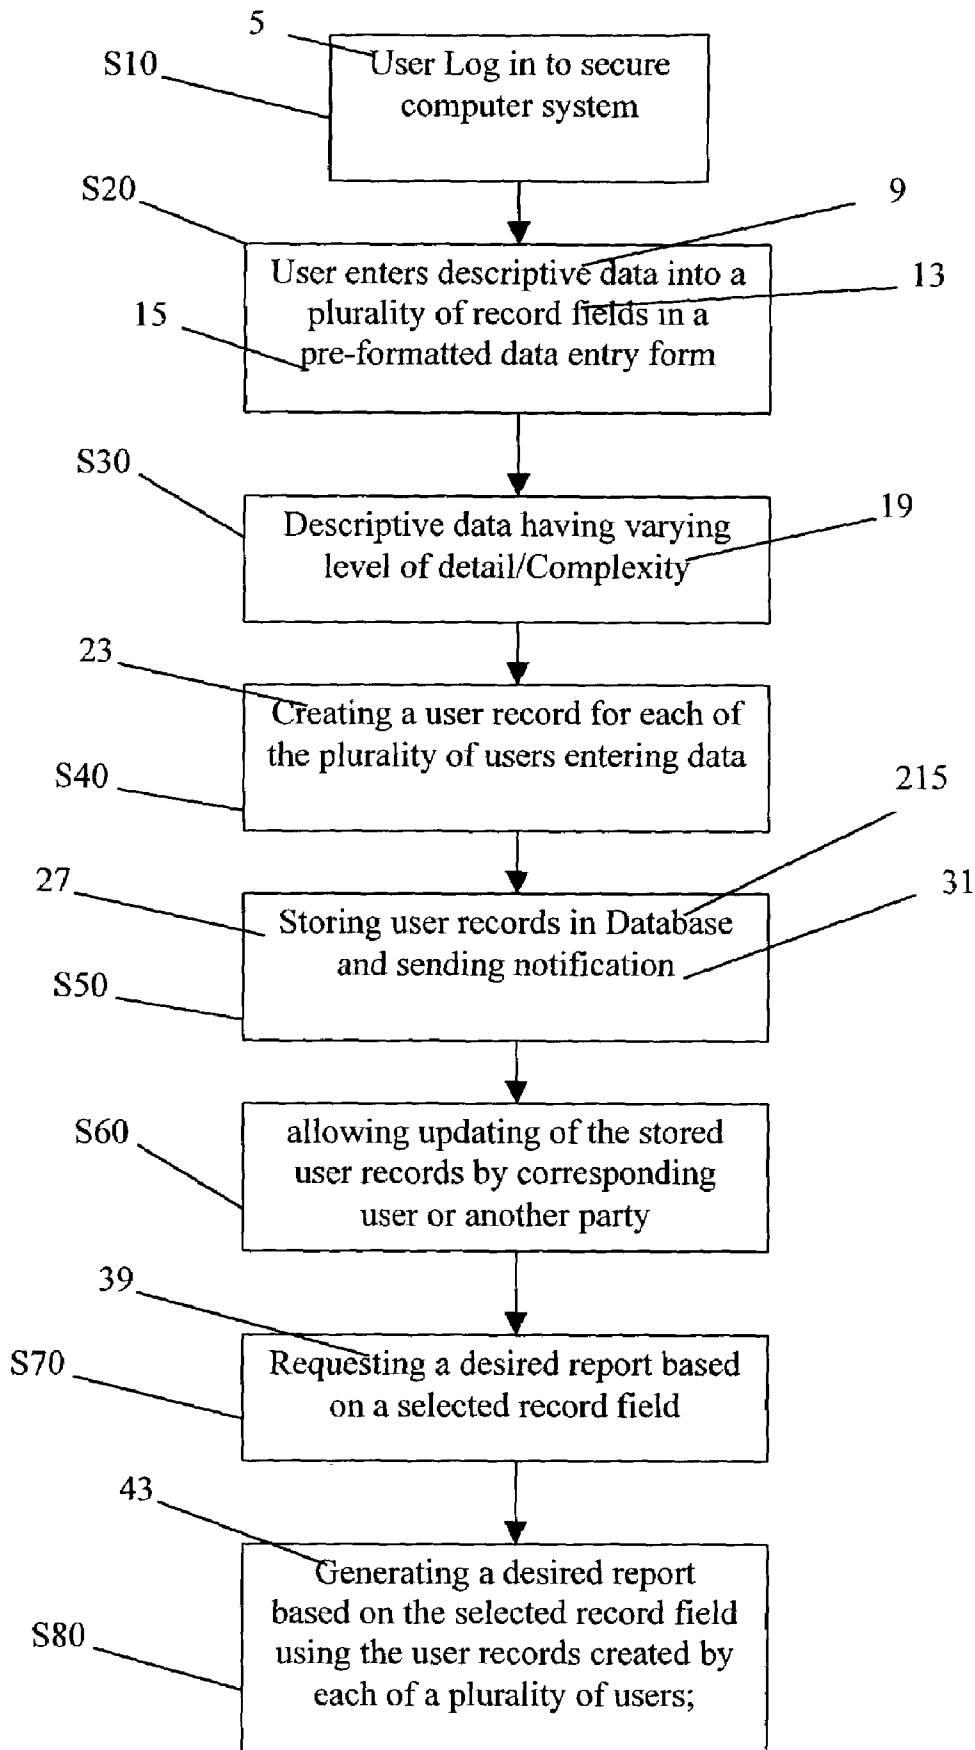 5
S10
User Log in to secure
computer system
S20
9
User enters descriptive data into a
13
plurality of record fields in a
15
pre-formatted data entry form
S30
19
Descriptive data having varying
level of detail/Complexity
23
Creating a user record for each of
the plurality of users entering data
S40
215
27
31
Storing user records in Database
and sending notification
S50
S60
allowing updating of the stored
user records by corresponding
user or another party
39
S70
Requesting a desired report based
on a selected record field
43
Generating a desired report
based on the selected record field
S80
using the user records created by
each of a plurality of users;